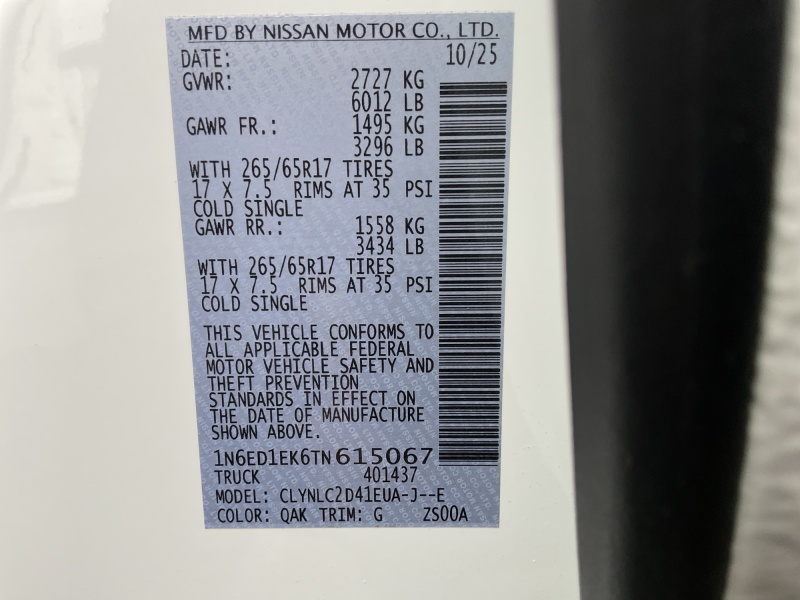 MFD BY NISSAN MOTOR CO., LTD.
DATE: 10/25
GVWR: 2727 KG
6012 LB
GAWR FR.: 1495 KG
3296 LB
WITH 265/65R17 TIRES
17 X 7.5 RIMS AT 35 PSI
COLD SINGLE
GAWR RR.: 1558 KG
3434 LB
WITH 265/65R17 TIRES
17 X 7.5 RIMS AT 35 PSI
COLD SINGLE
THIS VEHICLE CONFORMS TO
ALL APPLICABLE FEDERAL
MOTOR VEHICLE SAFETY AND
THEFT PREVENTION
STANDARDS IN EFFECT ON
THE DATE OF MANUFACTURE
SHOWN ABOVE.
1N6ED1EK6TN615067
TRUCK 401437
MODEL: CLYNLC2D41EUA-J--E
COLOR: QAK TRIM: G ZS00A